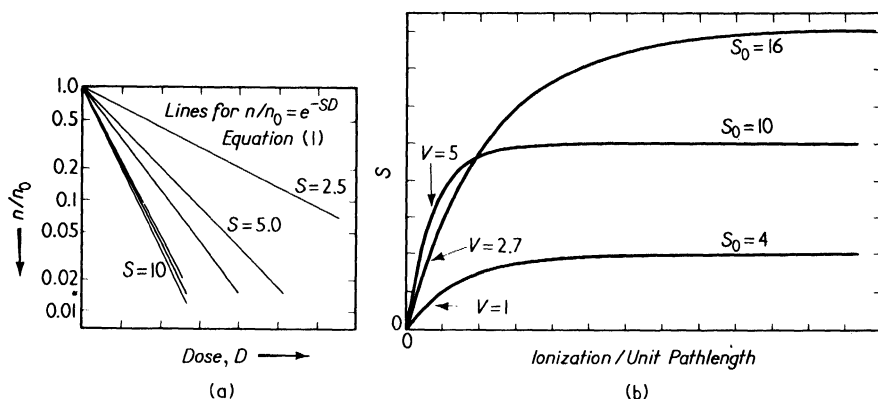 1.0
0.5
0.2
0.1
0.05
0.02
0.01
n/n₀
Lines for n/n₀ = e⁻ˢᴰ
Equation (1)
S = 2.5
S = 5.0
S = 10
Dose, D
(a)
S
0
0
S₀ = 16
S₀ = 10
S₀ = 4
V = 5
V = 2.7
V = 1
Ionization / Unit Pathlength
(b)